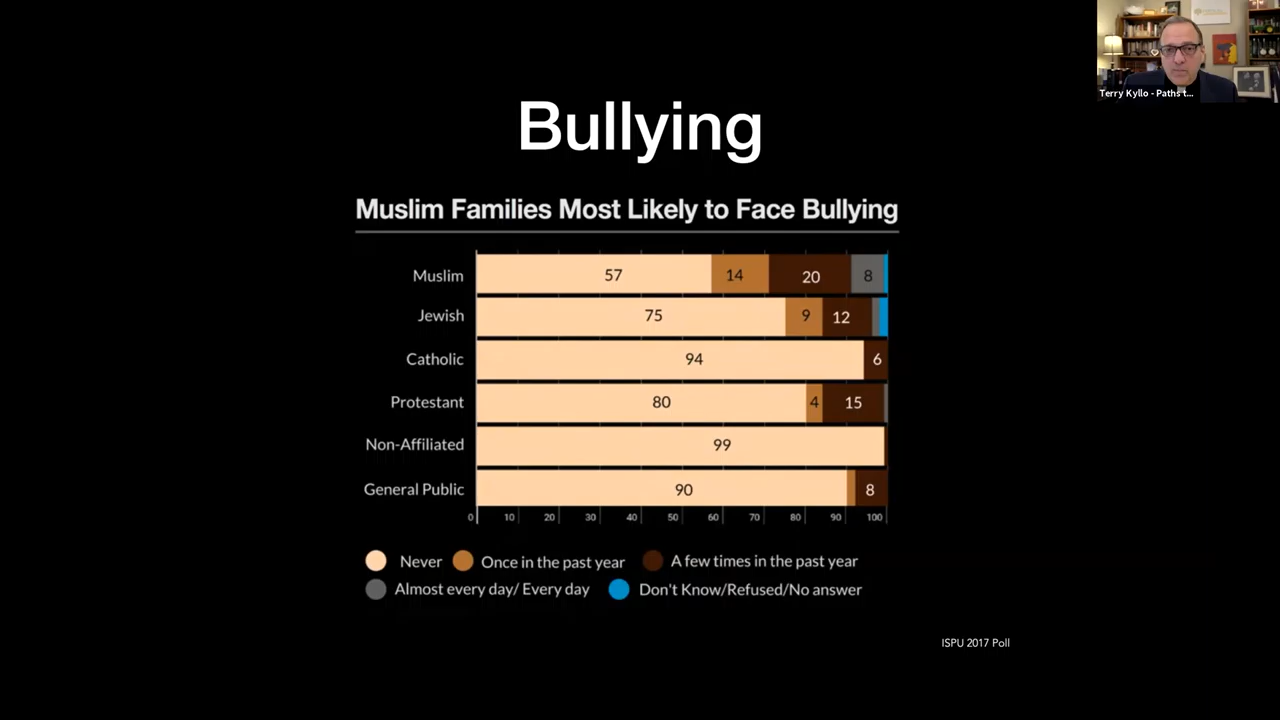 Terry Kyllo - Paths t...
Bullying
Muslim Families Most Likely to Face Bullying
Muslim 57 14 20 8
Jewish 75 9 12
Catholic 94 6
Protestant 80 4 15
Non-Affiliated 99
General Public 90 8
0 10 20 30 40 50 60 70 80 90 100
Never Once in the past year A few times in the past year
Almost every day/ Every day Don't Know/Refused/No answer
ISPU 2017 Poll